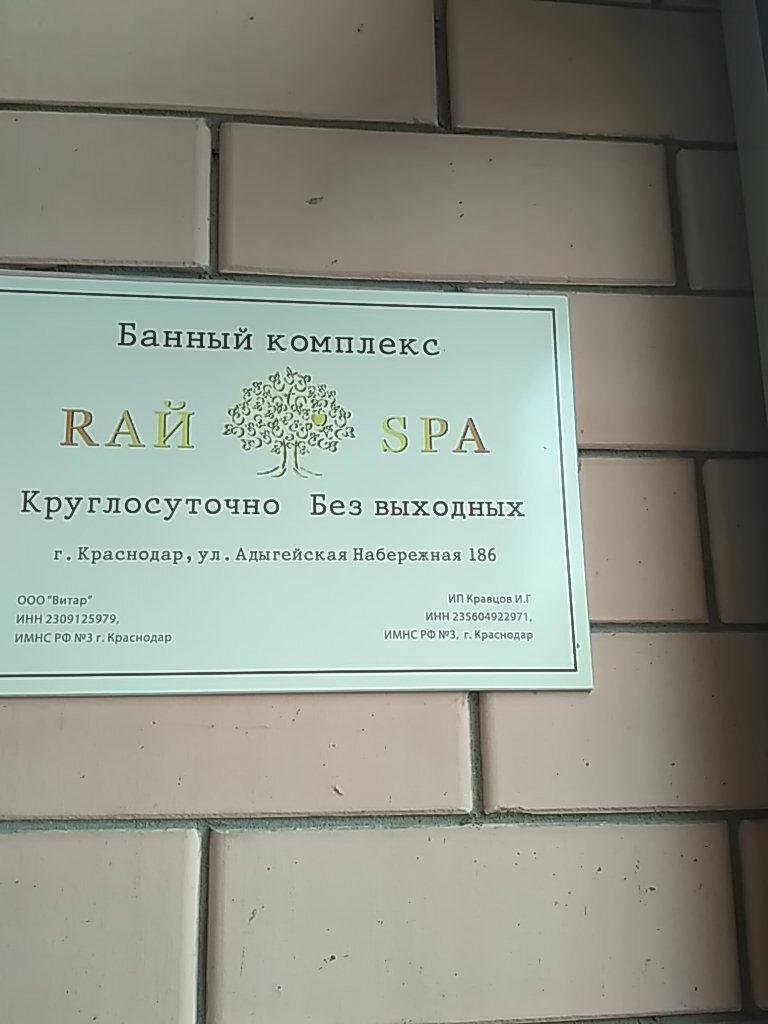 Банный комплекс
RАЙ SPA
Круглосуточно Без выходных
г. Краснодар, ул. Адыгейская Набережная 186
ООО "Витар"
ИНН 2309125979,
ИМНС РФ №3 г. Краснодар
ИП Кравцов И.Г
ИНН 235604922971,
ИМНС РФ №3, г. Краснодар